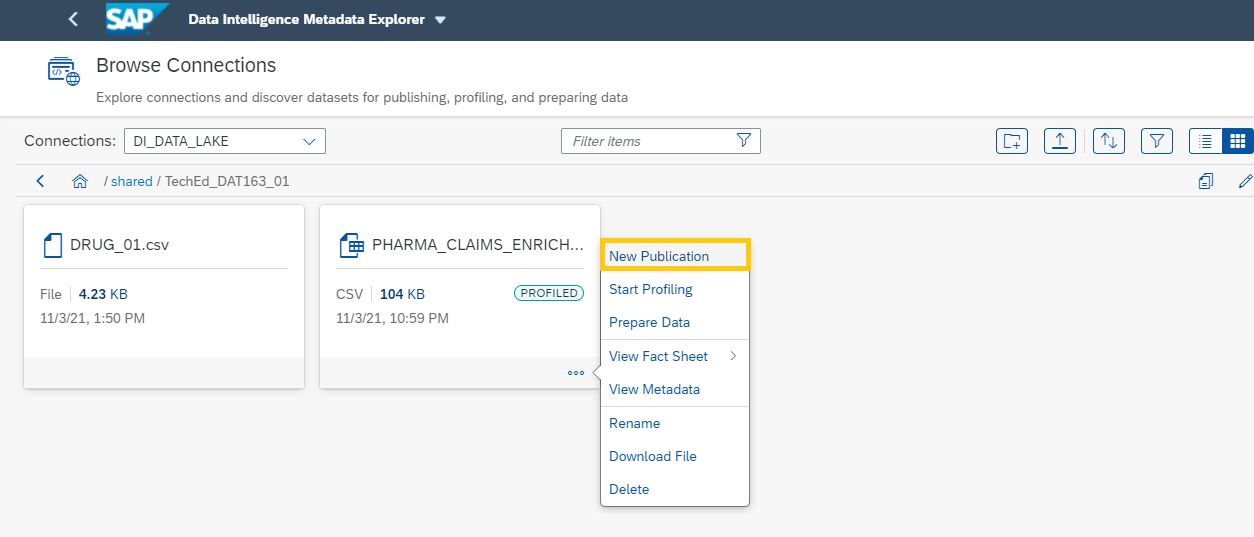 SAP Data Intelligence Metadata Explorer
Browse Connections
Explore connections and discover datasets for publishing, profiling, and preparing data
Connections: DI_DATA_LAKE Filter items
/ shared / TechEd_DAT163_01
DRUG_01.csv
File 4.23 KB
11/3/21, 1:50 PM
PHARMA_CLAIMS_ENRICH...
CSV 104 KB PROFILED
11/3/21, 10:59 PM
New Publication
Start Profiling
Prepare Data
View Fact Sheet
View Metadata
Rename
Download File
Delete